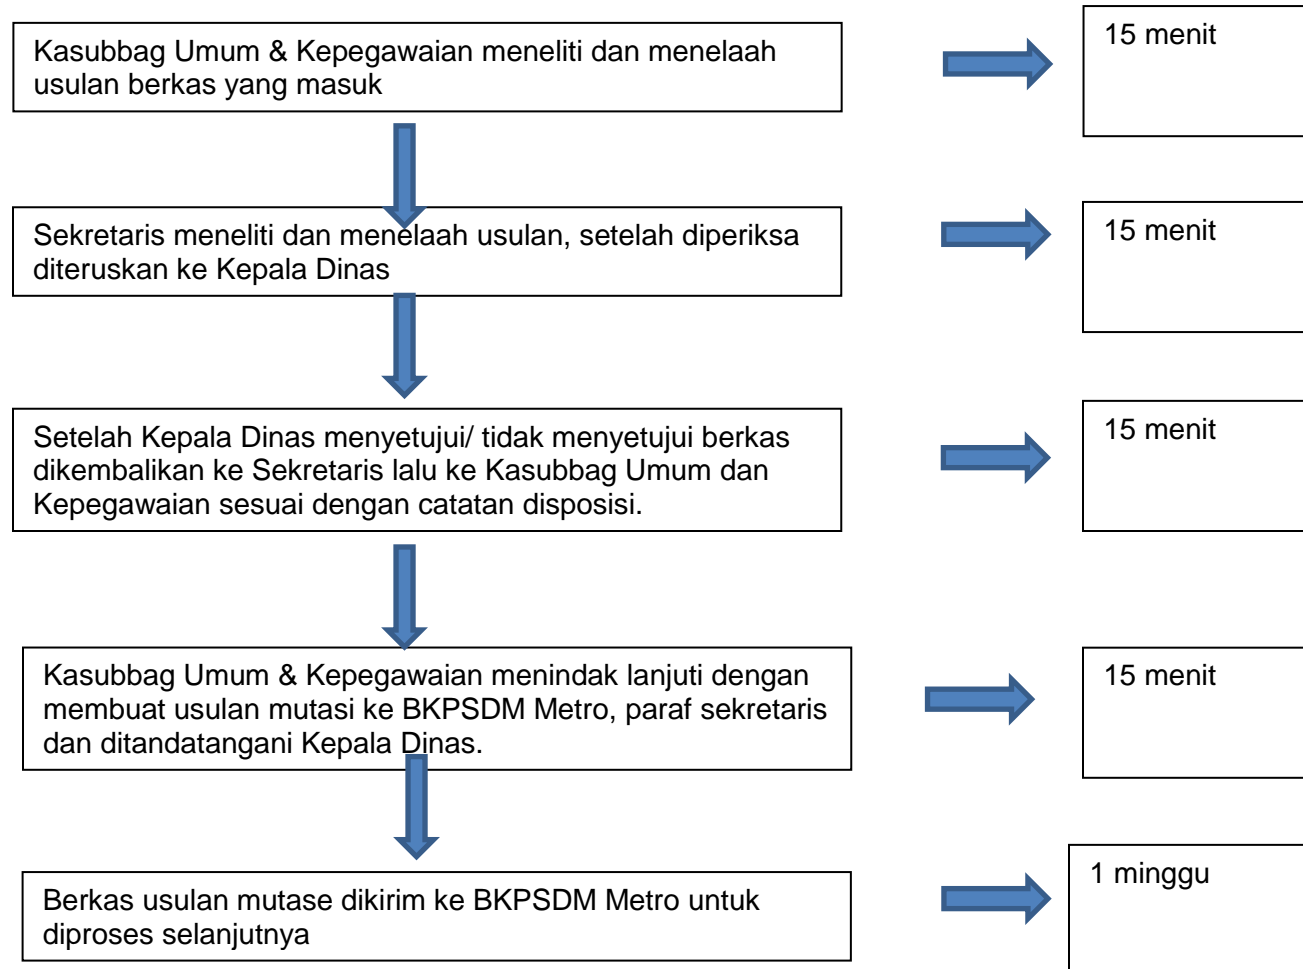 Kasubbag Umum & Kepegawaian meneliti dan menelaah
usulan berkas yang masuk
15 menit
Sekretaris meneliti dan menelaah usulan, setelah diperiksa
diteruskan ke Kepala Dinas
15 menit
Setelah Kepala Dinas menyetujui/ tidak menyetujui berkas
dikembalikan ke Sekretaris lalu ke Kasubbag Umum dan
Kepegawaian sesuai dengan catatan disposisi.
15 menit
Kasubbag Umum & Kepegawaian menindak lanjuti dengan
membuat usulan mutasi ke BKPSDM Metro, paraf sekretaris
dan ditandatangani Kepala Dinas.
15 menit
Berkas usulan mutase dikirim ke BKPSDM Metro untuk
diproses selanjutnya
1 minggu